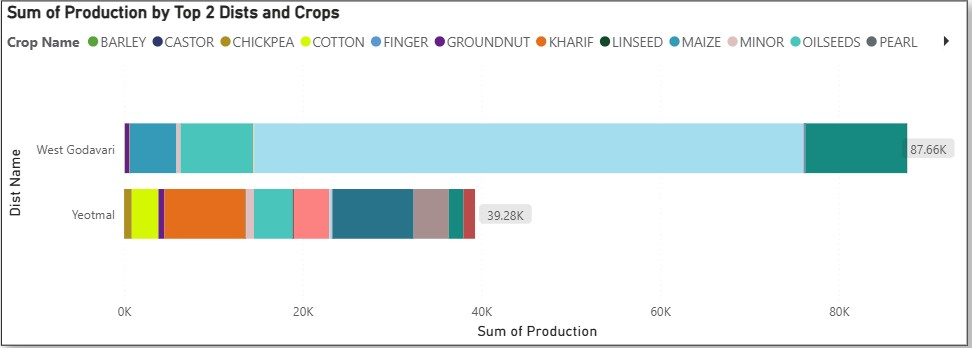 Sum of Production by Top 2 Dists and Crops
Crop Name BARLEY CASTOR CHICKPEA COTTON FINGER GROUNDNUT KHARIF LINSEED MAIZE MINOR OILSEEDS PEARL
Dist Name
West Godavari 87.66K
Yeotmal 39.28K
0K 20K 40K 60K 80K
Sum of Production